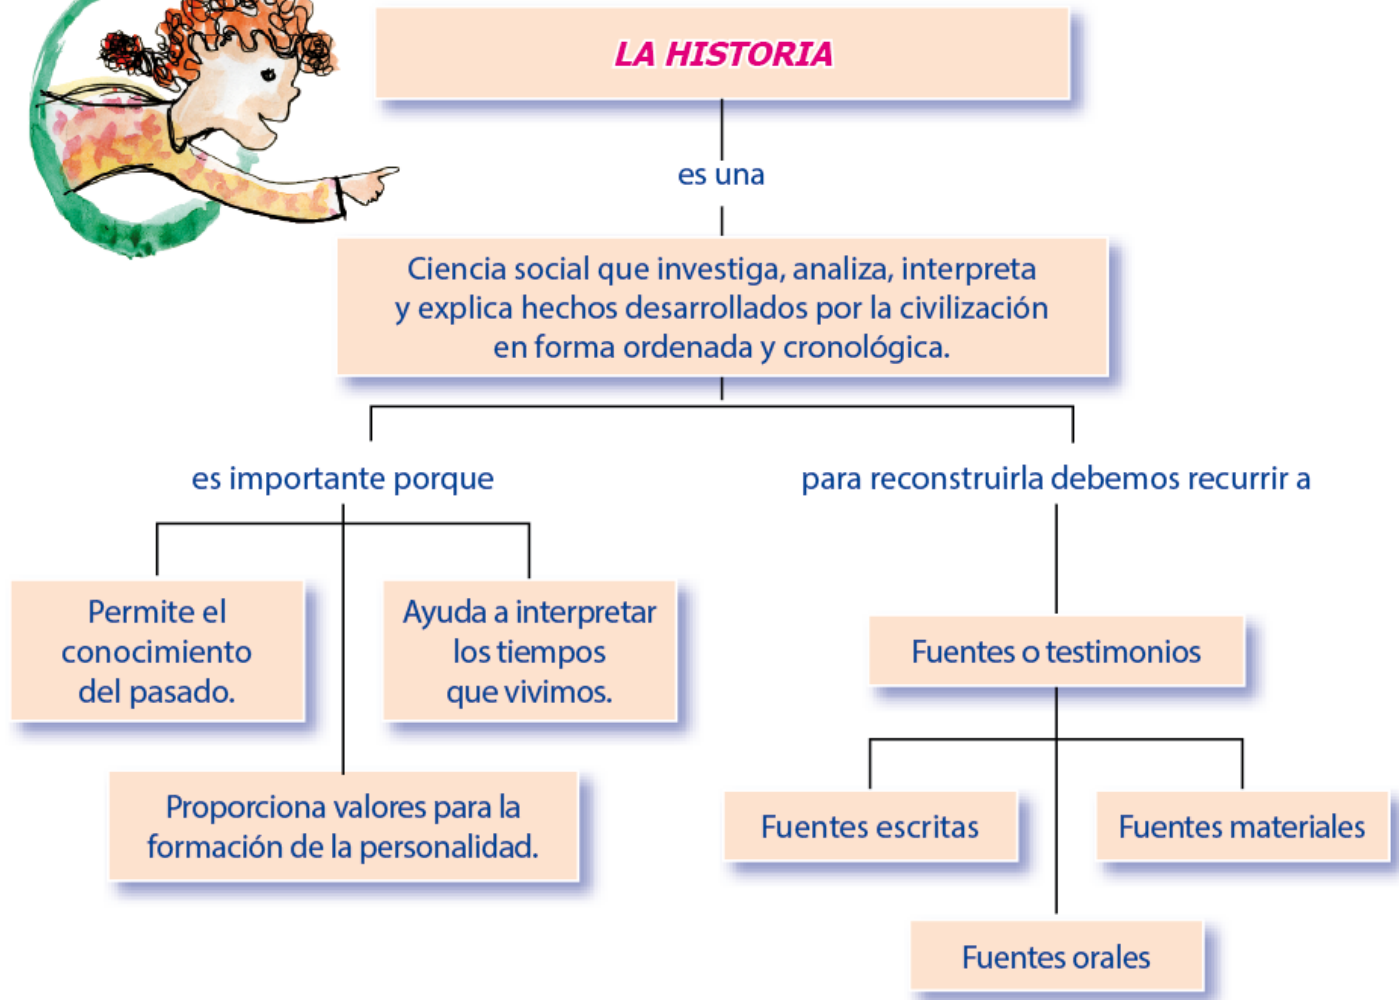 LA HISTORIA
es una
Ciencia social que investiga, analiza, interpreta
y explica hechos desarrollados por la civilización
en forma ordenada y cronológica.
es importante porque
para reconstruirla debemos recurrir a
Permite el
conocimiento
del pasado.
Ayuda a interpretar
los tiempos
que vivimos.
Proporciona valores para la
formación de la personalidad.
Fuentes o testimonios
Fuentes escritas
Fuentes materiales
Fuentes orales